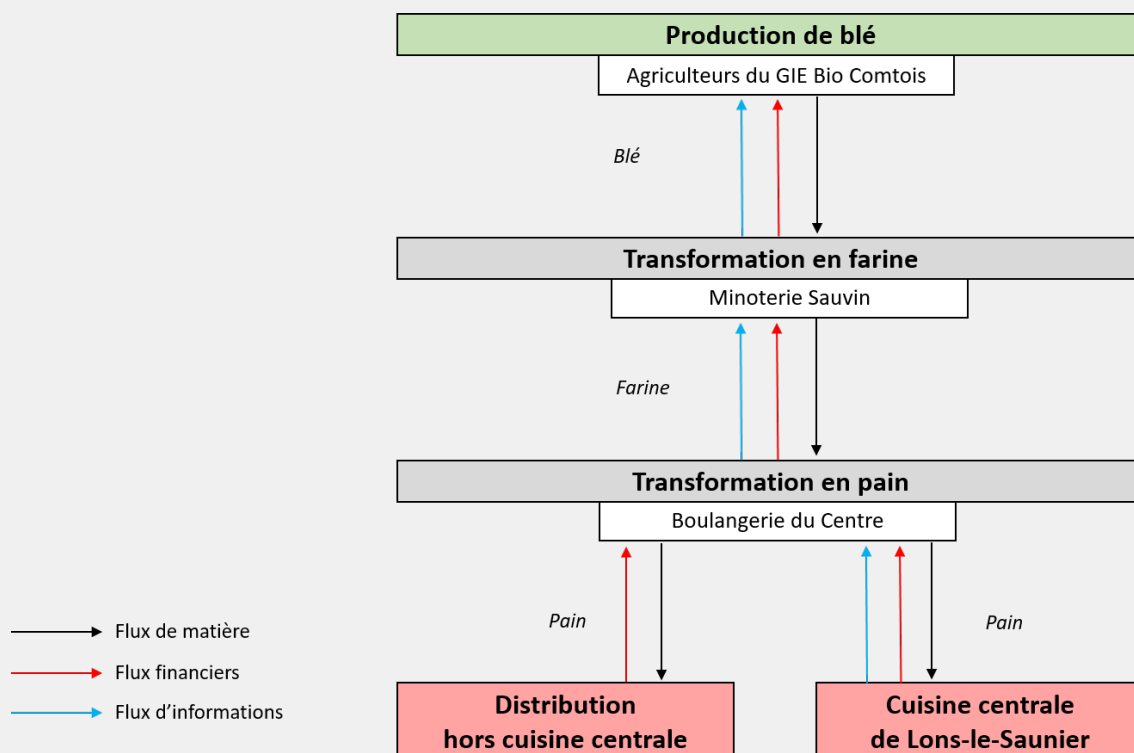 Production de blé
Agriculteurs du GIE Bio Comtois
Blé
Transformation en farine
Minoterie Sauvin
Farine
Transformation en pain
Boulangerie du Centre
Pain
Pain
Flux de matière
Flux financiers
Flux d’informations
Distribution
hors cuisine centrale
Cuisine centrale
de Lons-le-Saunier